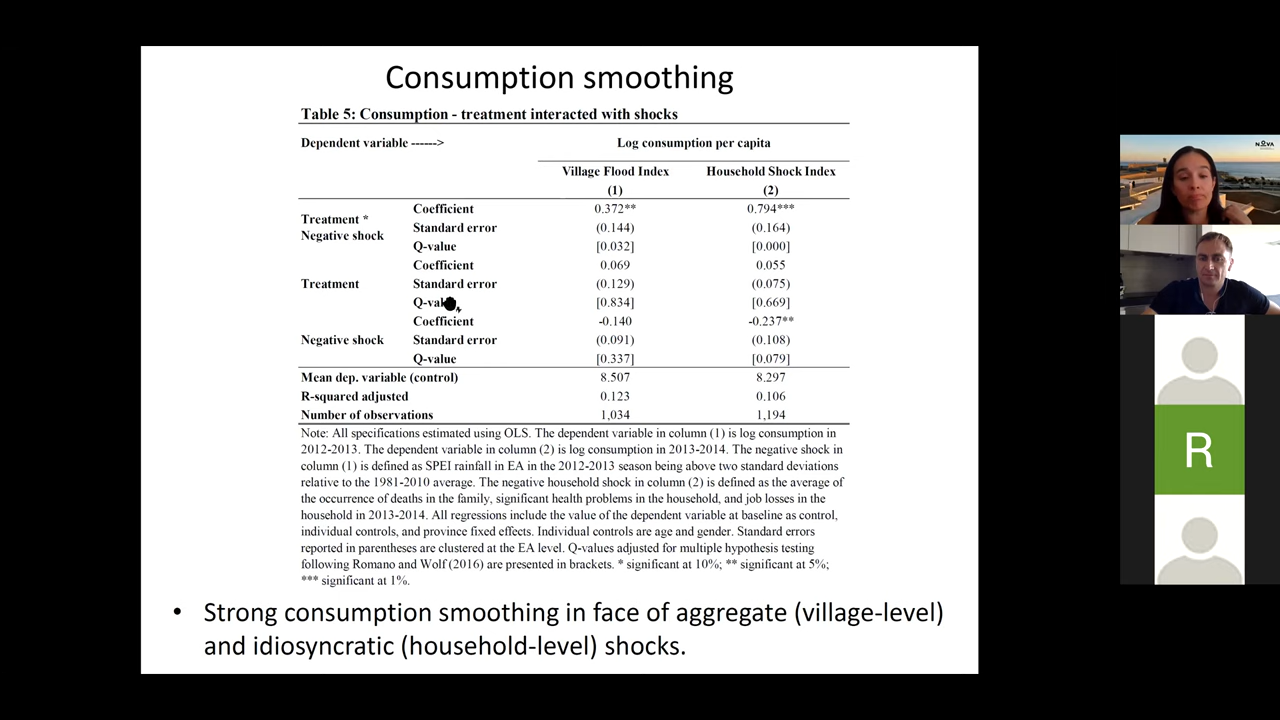 Consumption smoothing
Table 5: Consumption - treatment interacted with shocks
Dependent variable ------> Log consumption per capita
Village Flood Index Household Shock Index
(1) (2)
Treatment * Negative shock
Coefficient 0.372** 0.794***
Standard error (0.144) (0.164)
Q-value [0.032] [0.000]
Treatment
Coefficient 0.069 0.055
Standard error (0.129) (0.075)
[0.834] [0.669]
Negative shock
Coefficient -0.140 -0.237**
Standard error (0.091) (0.108)
Q-value [0.337] [0.079]
Mean dep. variable (control) 8.507 8.297
R-squared adjusted 0.123 0.106
Number of observations 1,034 1,194
Note: All specifications estimated using OLS. The dependent variable in column (1) is log consumption in
2012-2013. The dependent variable in column (2) is log consumption in 2013-2014. The negative shock in
column (1) is defined as SPEI rainfall in EA in the 2012-2013 season being above two standard deviations
relative to the 1981-2010 average. The negative household shock in column (2) is defined as the average of
the occurrence of deaths in the family, significant health problems in the household, and job losses in the
household in 2013-2014. All regressions include the value of the dependent variable at baseline as control,
individual controls, and province fixed effects. Individual controls are age and gender. Standard errors
reported in parentheses are clustered at the EA level. Q-values adjusted for multiple hypothesis testing
following Romano and Wolf (2016) are presented in brackets. * significant at 10%; ** significant at 5%;
*** significant at 1%.
• Strong consumption smoothing in face of aggregate (village-level)
and idiosyncratic (household-level) shocks.
NOVA
R